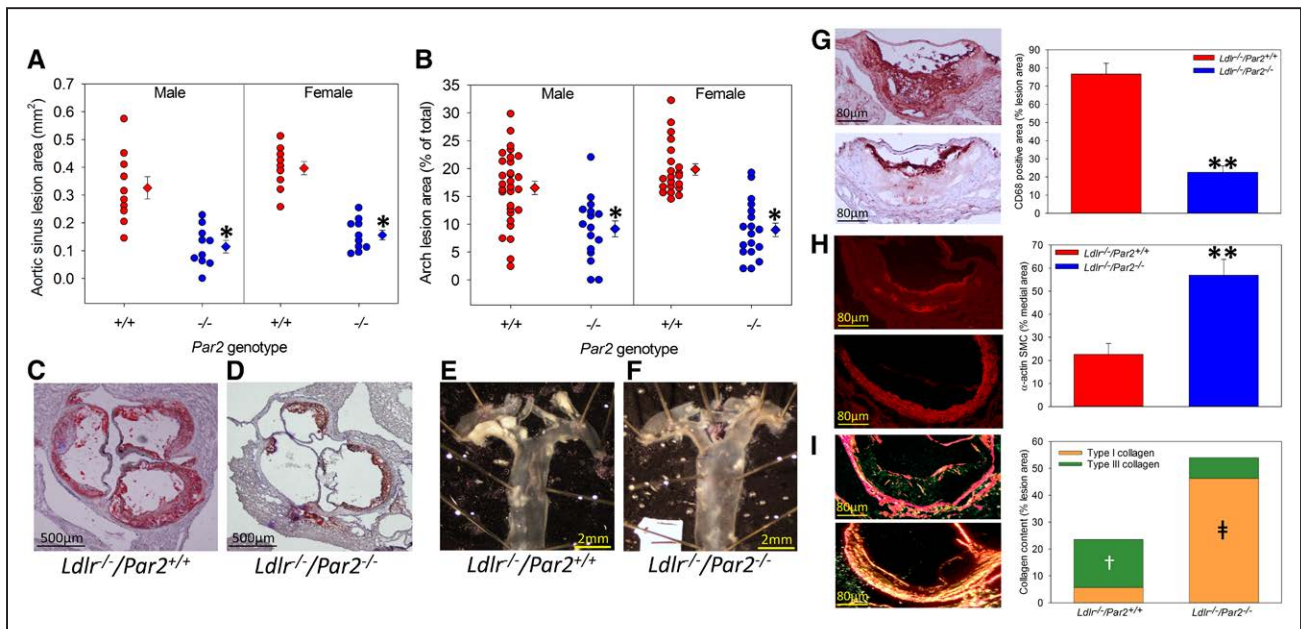 A
Aortic sinus lesion area (mm²)
0.7
0.6
0.5
0.4
0.3
0.2
0.1
0.0
Male
Female
*
*
+/+
-/-
+/+
-/-
Par2 genotype
B
Arch lesion area (% of total)
35
30
25
20
15
10
5
0
Male
Female
*
*
+/+
-/-
+/+
-/-
Par2 genotype
C
500µm
Ldlr-/-/Par2+/+
D
500µm
Ldlr-/-/Par2-/-
E
2mm
Ldlr-/-/Par2+/+
F
2mm
Ldlr-/-/Par2-/-
G
80µm
80µm
CD68 positive area (% lesion area)
100
80
60
40
20
0
Ldlr-/-/Par2+/+
Ldlr-/-/Par2-/-
**
H
80µm
80µm
α-actin SMC (% medial area)
70
60
50
40
30
20
10
0
Ldlr-/-/Par2+/+
Ldlr-/-/Par2-/-
**
I
80µm
80µm
Collagen content (% lesion area)
60
50
40
30
20
10
0
Type I collagen
Type III collagen
†
‡
Ldlr-/-/Par2+/+
Ldlr-/-/Par2-/-